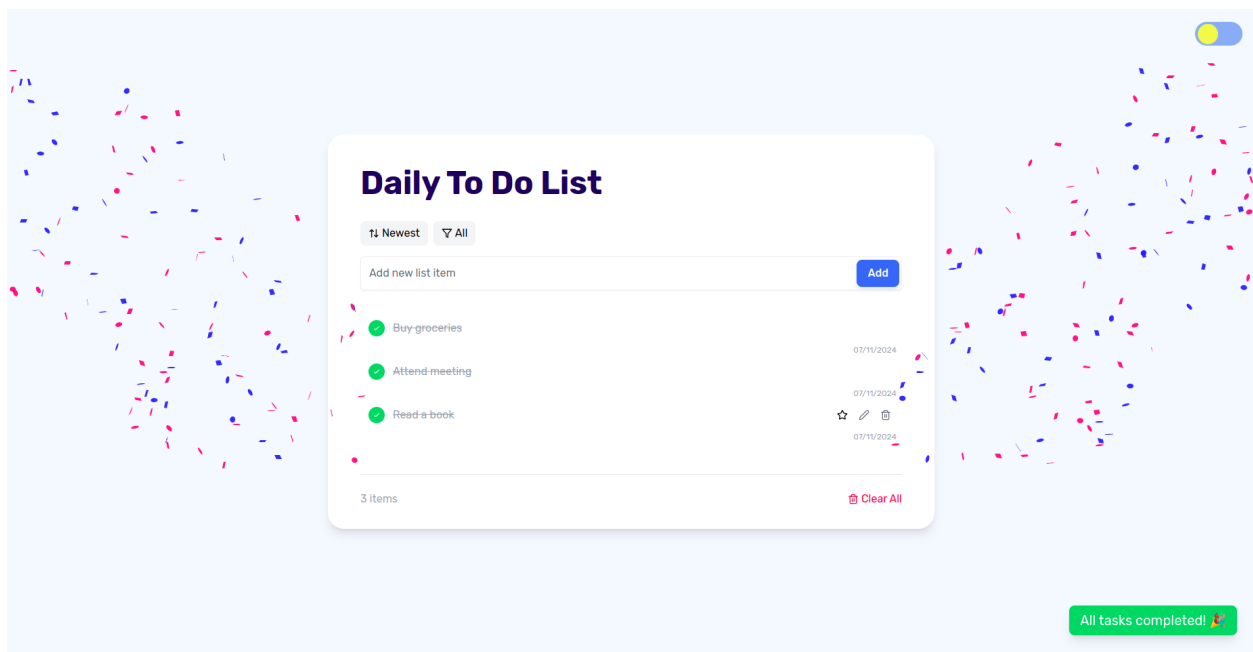 Daily To Do List
Newest All
Add new list item Add
Buy groceries
07/11/2024
Attend meeting
07/11/2024
Read a book
07/11/2024
3 items Clear All
All tasks completed! 🎉